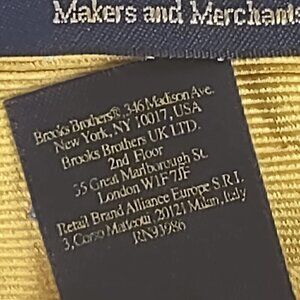 Makers and Merchants
Brooks Brothers®, 346 Madison Ave.
New York, NY 10017, USA
Brooks Brothers UK LTD.
2nd Floor
55 Great Marlborough St.
London W1F 7JF
Retail Brand Alliance Europe S.R.L
3, Corso Matteotti 20121 Milan, Italy